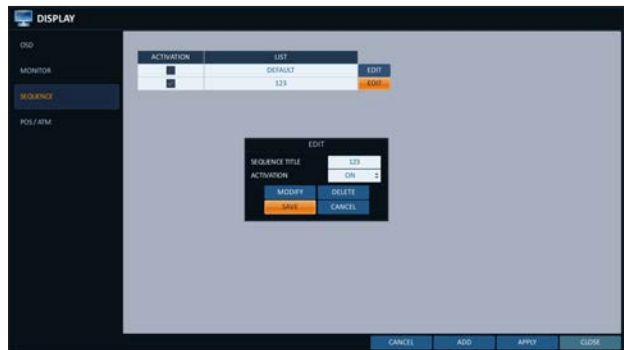 DISPLAY
OSD
MONITOR
SEQUENCE
POS / ATM
ACTIVATION LIST
DEFAULT EDIT
123 EDIT
EDIT
SEQUENCE TITLE 123
ACTIVATION ON
MODIFY DELETE
SAVE CANCEL
CANCEL ADD APPLY CLOSE